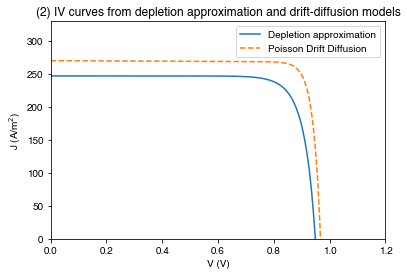 (2) IV curves from depletion approximation and drift-diffusion models
Depletion approximation
Poisson Drift Diffusion
J (A/m²)
300
250
200
150
100
50
0
0.0 0.2 0.4 0.6 0.8 1.0 1.2
V (V)